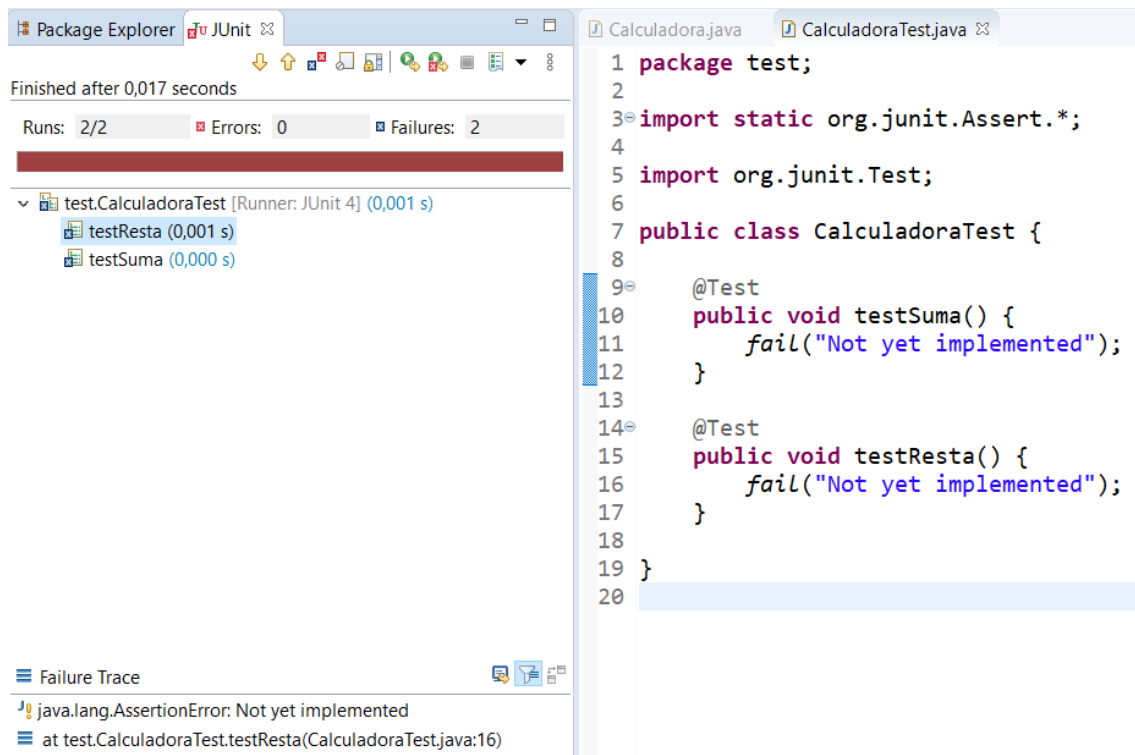 Package Explorer JUnit
Finished after 0,017 seconds
Runs: 2/2 Errors: 0 Failures: 2
test.CalculadoraTest [Runner: JUnit 4] (0,001 s)
testResta (0,001 s)
testSuma (0,000 s)
Failure Trace
java.lang.AssertionError: Not yet implemented
at test.CalculadoraTest.testResta(CalculadoraTest.java:16)
Calculadora.java CalculadoraTest.java
1 package test;
2
3 import static org.junit.Assert.*;
4
5 import org.junit.Test;
6
7 public class CalculadoraTest {
8
9 @Test
10 public void testSuma() {
11 fail("Not yet implemented");
12 }
13
14 @Test
15 public void testResta() {
16 fail("Not yet implemented");
17 }
18
19 }
20